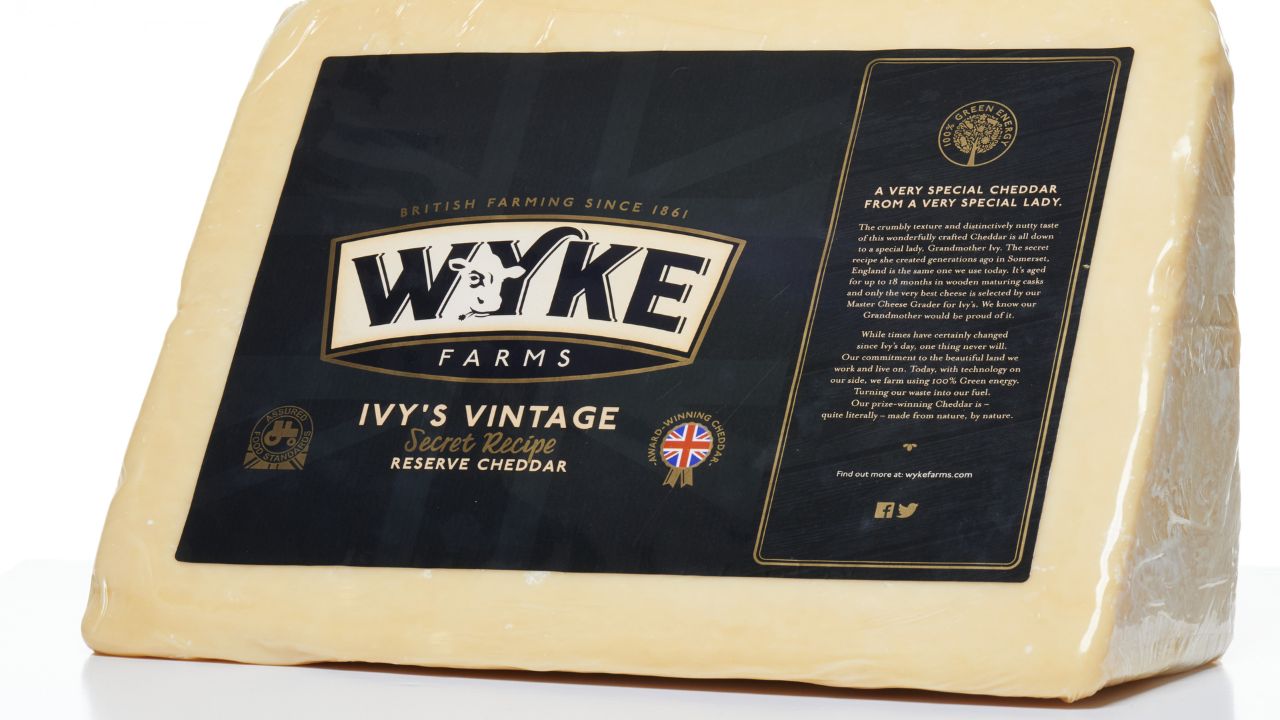 BRITISH FARMING SINCE 1861
WYKE
FARMS
IVY'S VINTAGE
Secret Recipe
RESERVE CHEDDAR
ASSURED
FOOD STANDARDS
AWARD-WINNING CHEDDAR
100% GREEN ENERGY
A VERY SPECIAL CHEDDAR
FROM A VERY SPECIAL LADY.
The crumbly texture and distinctively nutty taste
of this wonderfully crafted Cheddar is all down
to a special lady, Grandmother Ivy. The secret
recipe she created generations ago in Somerset,
England is the same one we use today. It's aged
for up to 18 months in wooden maturing casks
and only the very best cheese is selected by our
Master Cheese Grader for Ivy's. We know our
Grandmother would be proud of it.
While times have certainly changed
since Ivy's day, one thing never will.
Our commitment to the beautiful land we
work and live on. Today, with technology on
our side, we farm using 100% Green energy.
Turning our waste into our fuel.
Our prize-winning Cheddar is –
quite literally – made from nature, by nature.
Find out more at: wykefarms.com